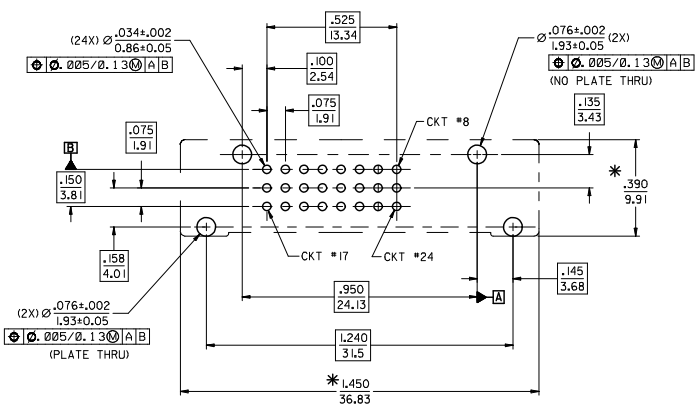 .525
13.34
(24X) Ø .034±.002
0.86±0.05
⌖ Ø.005/0.13Ⓜ A B
.100
2.54
.075
1.91
Ø .076±.002 (2X)
1.93±0.05
⌖ Ø.005/0.13Ⓜ A B
(NO PLATE THRU)
.135
3.43
CKT #8
B
.075
1.91
.150
3.81
* .390
9.91
.158
4.01
CKT #17
CKT #24
.145
3.68
.950
24.13
A
(2X) Ø .076±.002
1.93±0.05
⌖ Ø.005/0.13Ⓜ A B
(PLATE THRU)
1.240
31.5
* 1.450
36.83